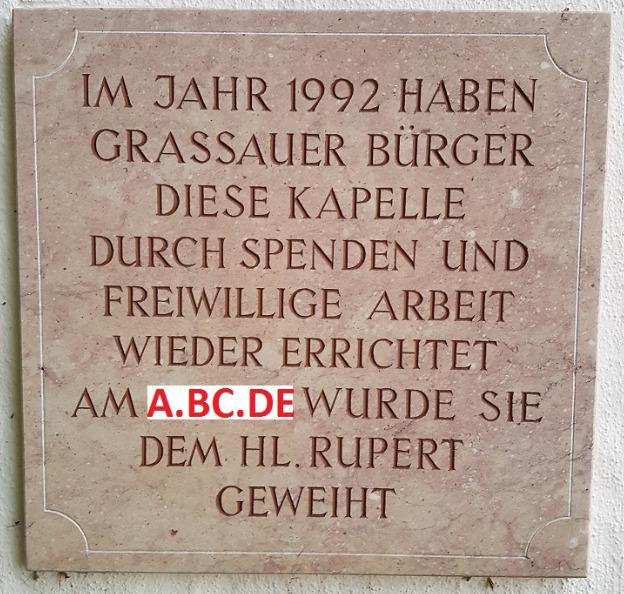 IM JAHR 1992 HABEN
GRASSAUER BÜRGER
DIESE KAPELLE
DURCH SPENDEN UND
FREIWILLIGE ARBEIT
WIEDER ERRICHTET
AM A.BC.DE WURDE SIE
DEM HL. RUPERT
GEWEIHT